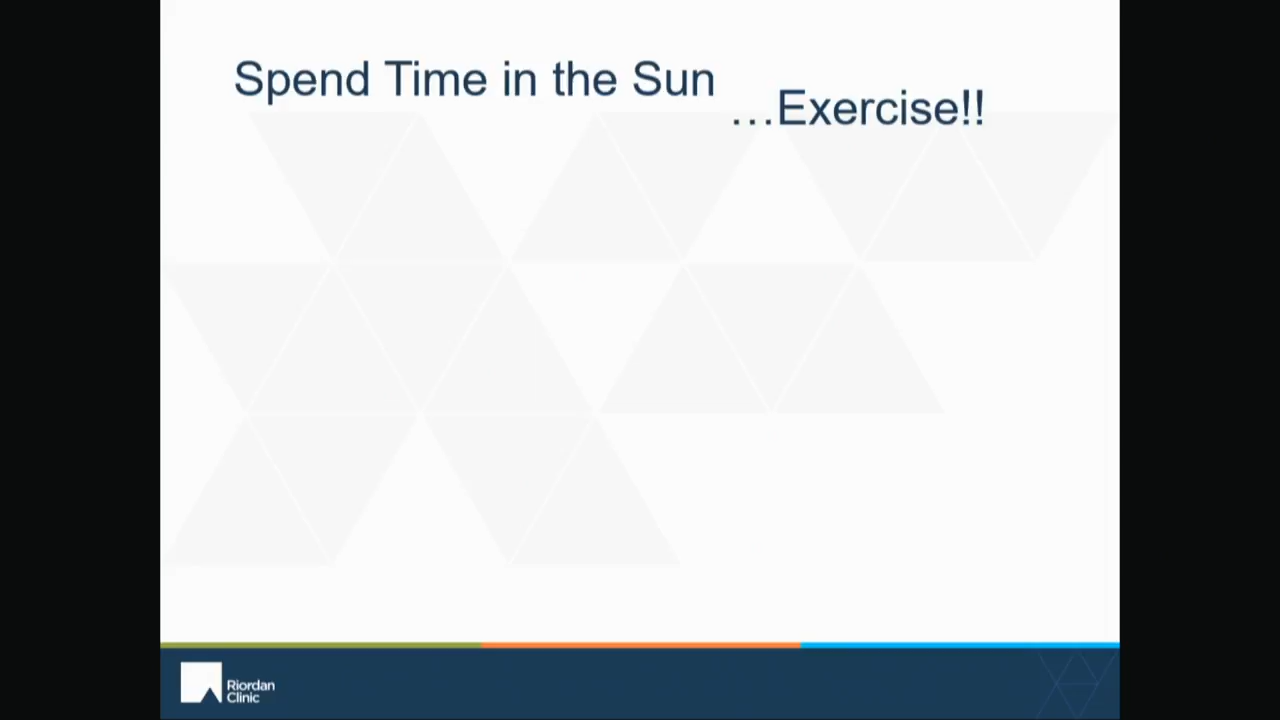 Spend Time in the Sun
…Exercise!!
Riordan
Clinic